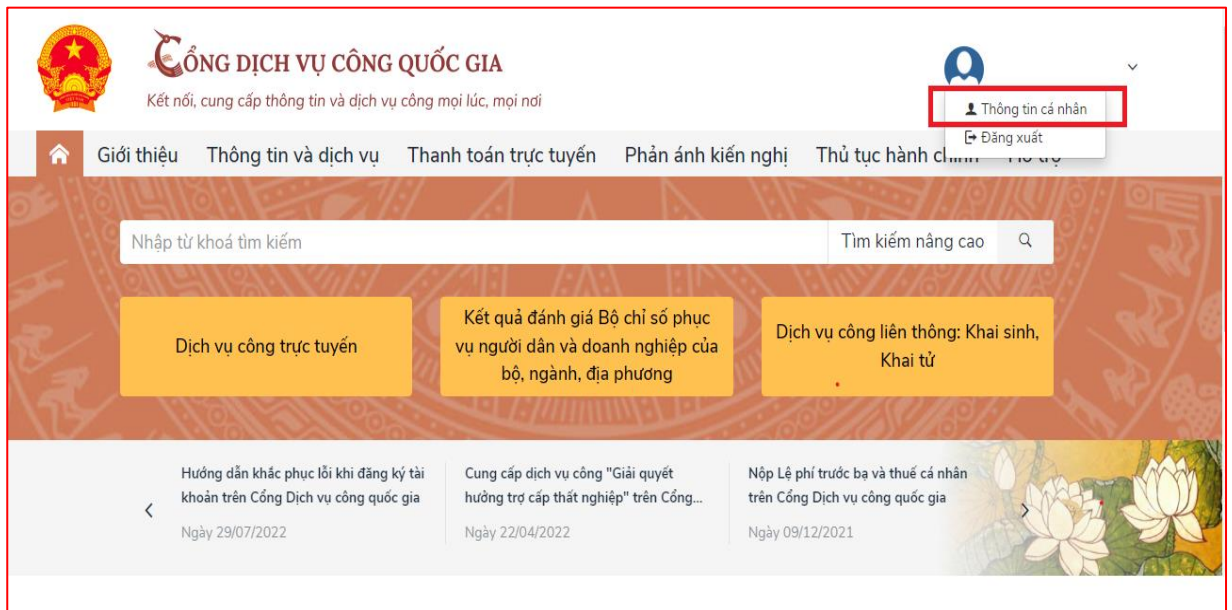 CỔNG DỊCH VỤ CÔNG QUỐC GIA
Kết nối, cung cấp thông tin và dịch vụ công mọi lúc, mọi nơi
Thông tin cá nhân
Đăng xuất
Giới thiệu Thông tin và dịch vụ Thanh toán trực tuyến Phản ánh kiến nghị Thủ tục hành chính Hỗ trợ
Nhập từ khoá tìm kiếm Tìm kiếm nâng cao
Dịch vụ công trực tuyến
Kết quả đánh giá Bộ chỉ số phục
vụ người dân và doanh nghiệp của
bộ, ngành, địa phương
Dịch vụ công liên thông: Khai sinh,
Khai tử
Hướng dẫn khắc phục lỗi khi đăng ký tài
khoản trên Cổng Dịch vụ công quốc gia
Ngày 29/07/2022
Cung cấp dịch vụ công "Giải quyết
hưởng trợ cấp thất nghiệp" trên Cổng...
Ngày 22/04/2022
Nộp Lệ phí trước bạ và thuế cá nhân
trên Cổng Dịch vụ công quốc gia
Ngày 09/12/2021